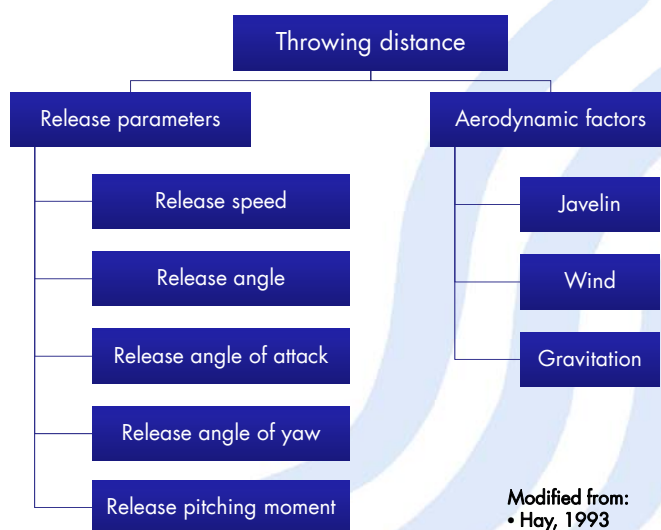 Throwing distance
Release parameters
Aerodynamic factors
Release speed
Javelin
Release angle
Wind
Release angle of attack
Gravitation
Release angle of yaw
Release pitching moment
Modified from:
• Hay, 1993